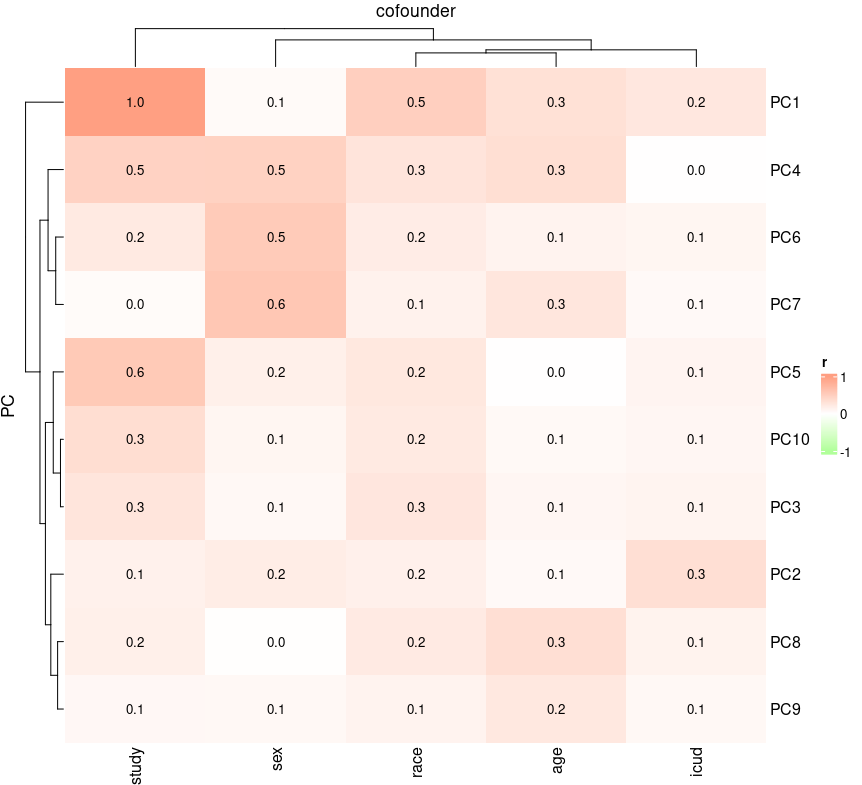 cofounder
1.0 0.1 0.5 0.3 0.2 PC1
0.5 0.5 0.3 0.3 0.0 PC4
0.2 0.5 0.2 0.1 0.1 PC6
0.0 0.6 0.1 0.3 0.1 PC7
0.6 0.2 0.2 0.0 0.1 PC5
0.3 0.1 0.2 0.1 0.1 PC10
0.3 0.1 0.3 0.1 0.1 PC3
0.1 0.2 0.2 0.1 0.3 PC2
0.2 0.0 0.2 0.3 0.1 PC8
0.1 0.1 0.1 0.2 0.1 PC9
study sex race age icud
PC
r
1
0
-1